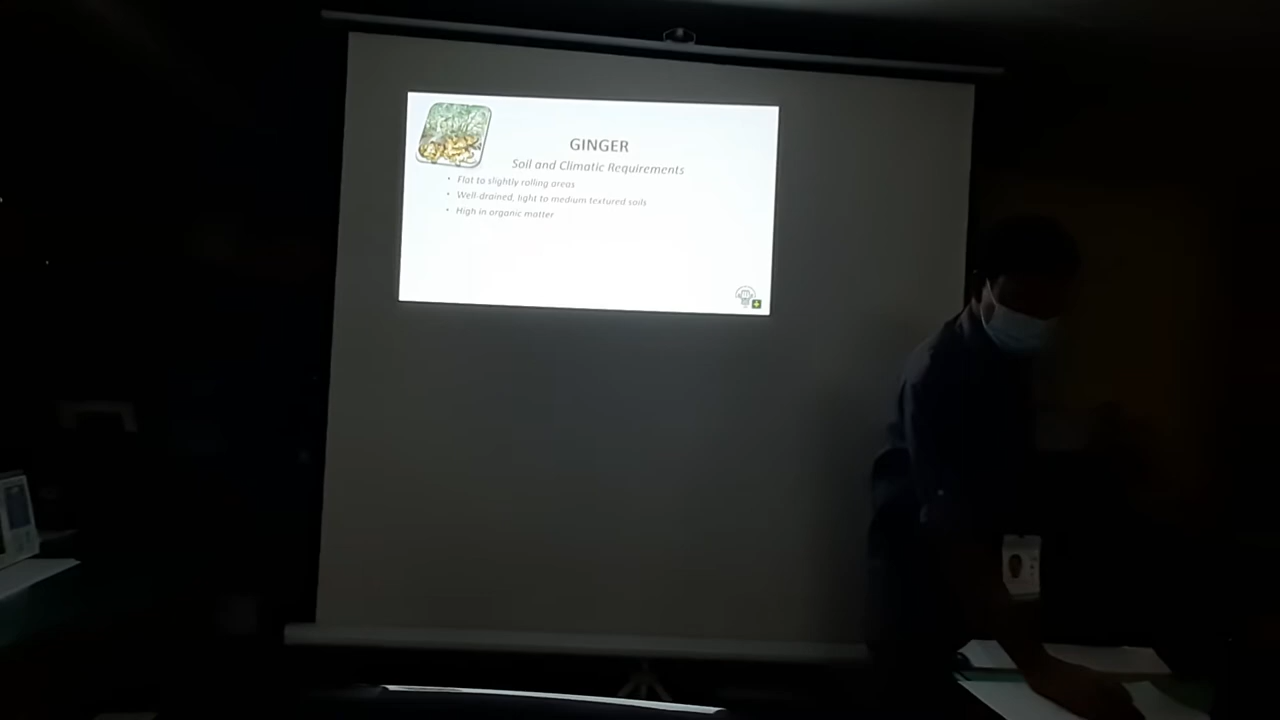 GINGER
Soil and Climatic Requirements
• Flat to slightly rolling areas
• Well-drained, light to medium textured soils
• High in organic matter